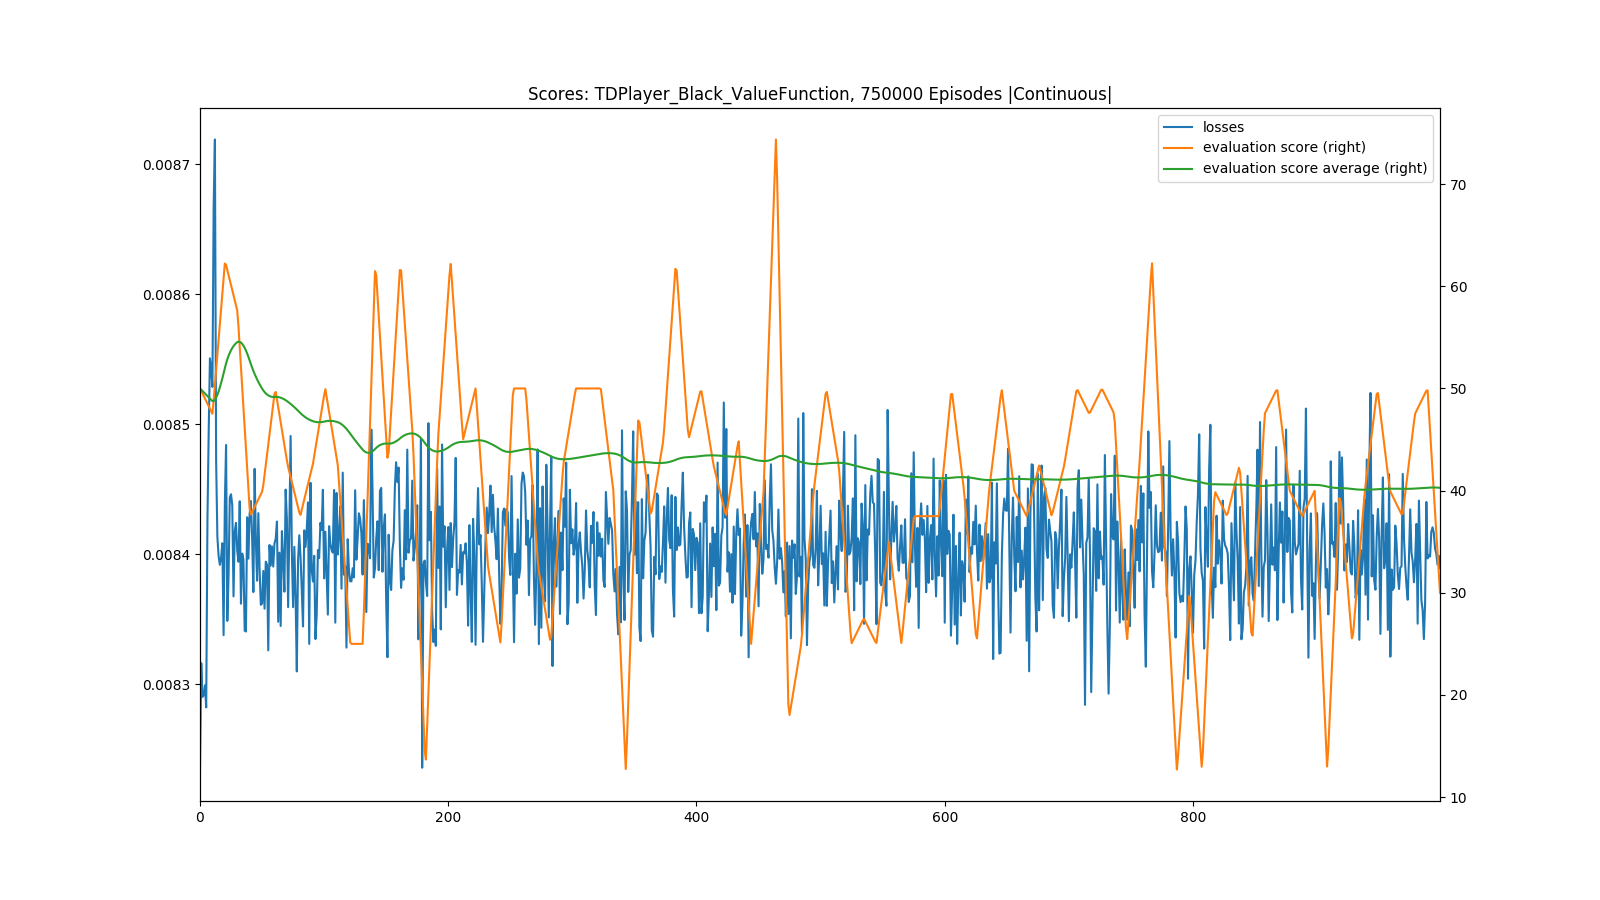 Scores: TDPlayer_Black_ValueFunction, 750000 Episodes |Continuous|
losses
evaluation score (right)
evaluation score average (right)
0.0087
0.0086
0.0085
0.0084
0.0083
70
60
50
40
30
20
10
0 200 400 600 800